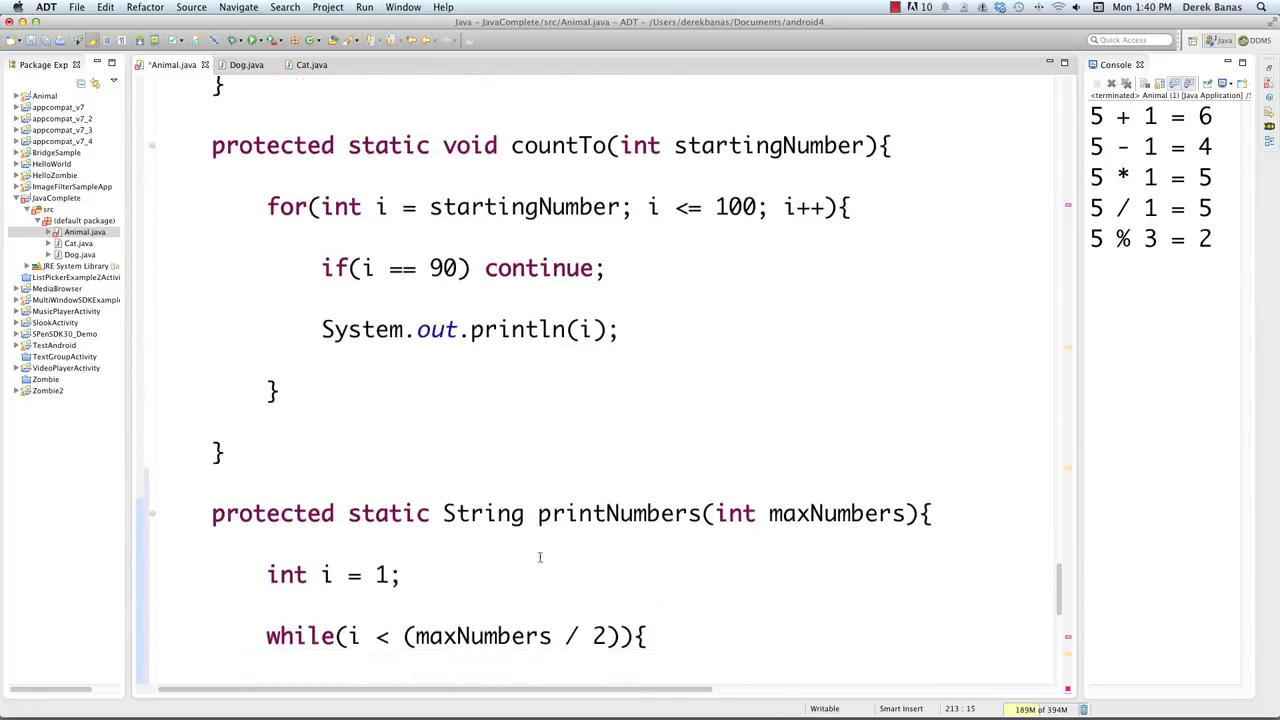 ADT File Edit Refactor Source Navigate Search Project Run Window Help
10 Mon 1:40 PM Derek Banas
Java - JavaComplete/src/Animal.java - ADT - /Users/derekbanas/Documents/android4
Quick Access
Java
DDMS
Package Exp
*Animal.java
Dog.java
Cat.java
Console
Animal
appcompat_v7
appcompat_v7_2
appcompat_v7_3
appcompat_v7_4
BridgeSample
HelloWorld
HelloZombie
ImageFilterSampleApp
JavaComplete
src
(default package)
Animal.java
Cat.java
Dog.java
JRE System Library [Ja
ListPickerExample2Activi
MediaBrowser
MultiWindowSDKExample
MusicPlayerActivity
SlookActivity
SPenSDK30_Demo
TestAndroid
TextGroupActivity
VideoPlayerActivity
Zombie
Zombie2
}
protected static void countTo(int startingNumber){
for(int i = startingNumber; i <= 100; i++){
if(i == 90) continue;
System.out.println(i);
}
}
protected static String printNumbers(int maxNumbers){
int i = 1;
while(i < (maxNumbers / 2)){
<terminated> Animal (1) [Java Application] /S
5 + 1 = 6
5 - 1 = 4
5 * 1 = 5
5 / 1 = 5
5 % 3 = 2
Writable
Smart Insert
213 : 15
189M of 394M